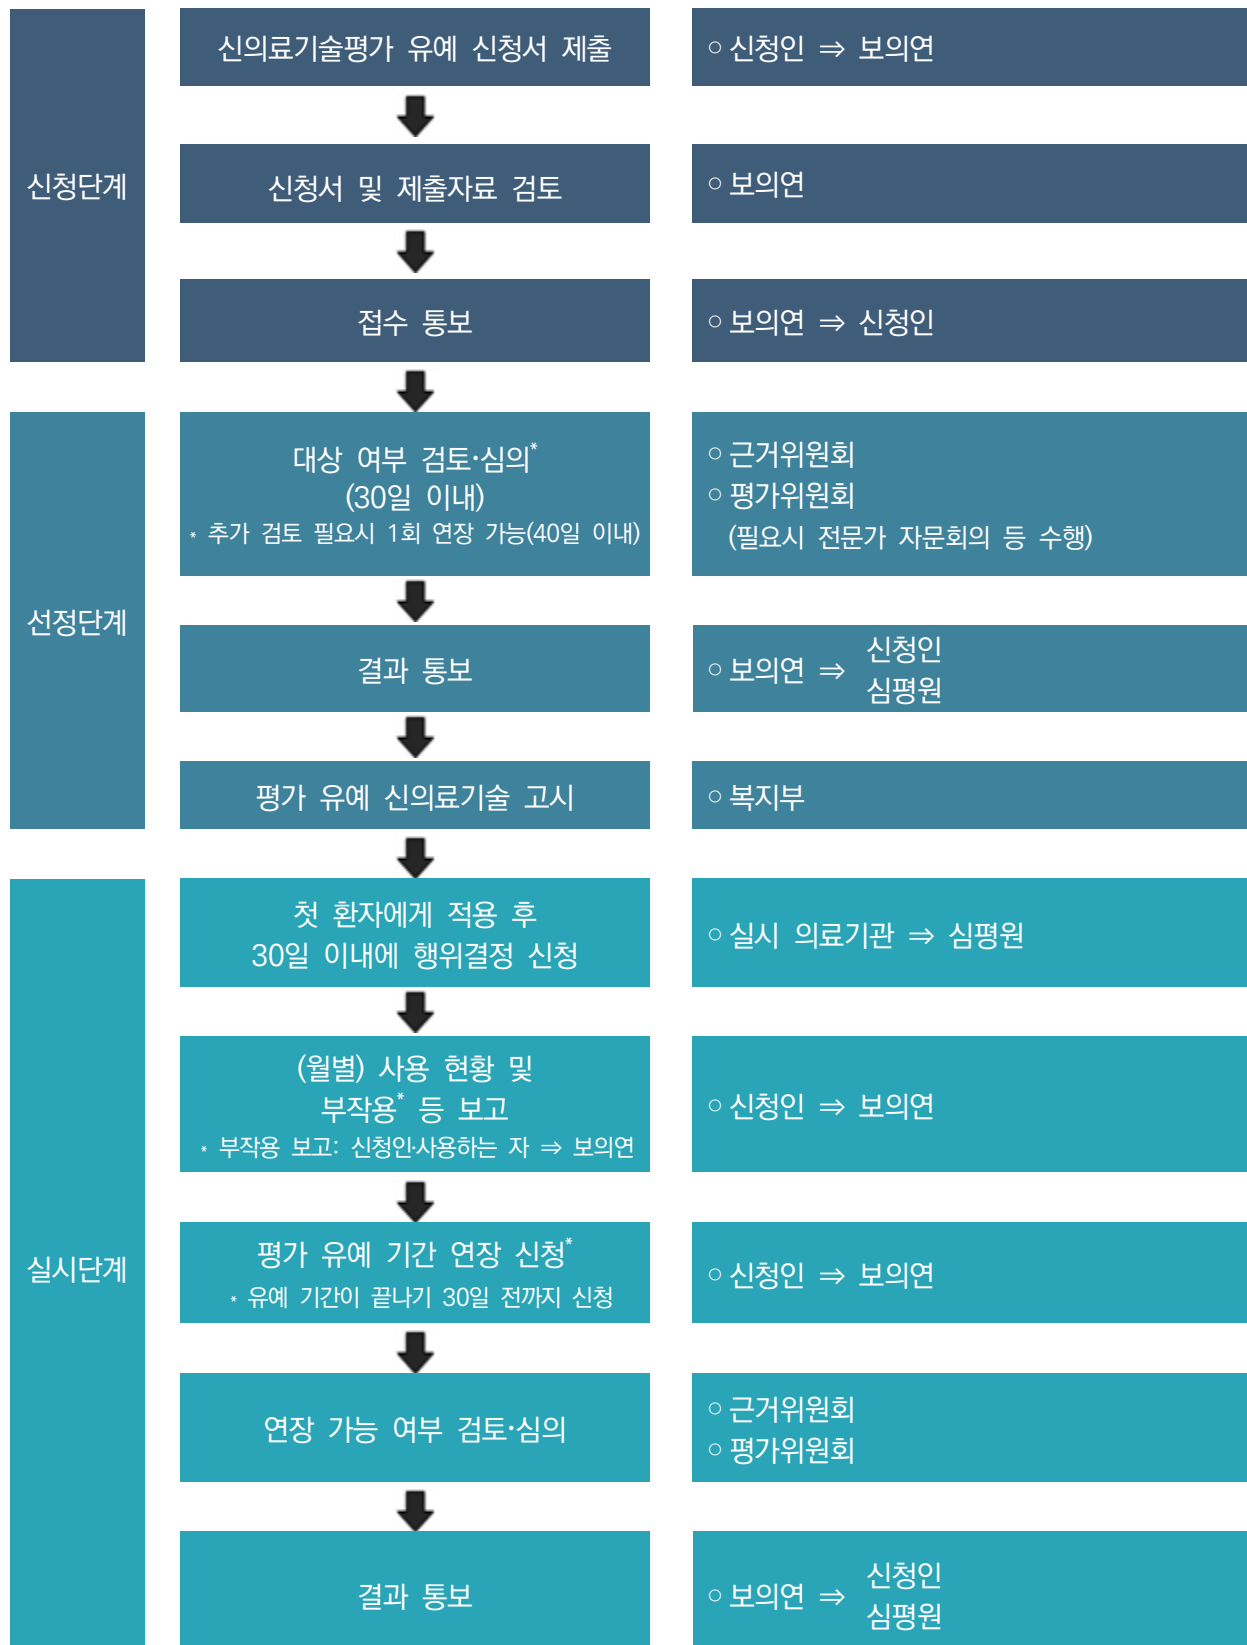 신청단계
신의료기술평가 유예 신청서 제출
○ 신청인 ⇒ 보의연
신청서 및 제출자료 검토
○ 보의연
접수 통보
○ 보의연 ⇒ 신청인
선정단계
대상 여부 검토·심의*
(30일 이내)
* 추가 검토 필요시 1회 연장 가능(40일 이내)
○ 근거위원회
○ 평가위원회
(필요시 전문가 자문회의 등 수행)
결과 통보
○ 보의연 ⇒ 신청인
심평원
평가 유예 신의료기술 고시
○ 복지부
실시단계
첫 환자에게 적용 후
30일 이내에 행위결정 신청
○ 실시 의료기관 ⇒ 심평원
(월별) 사용 현황 및
부작용* 등 보고
* 부작용 보고: 신청인·사용하는 자 ⇒ 보의연
○ 신청인 ⇒ 보의연
평가 유예 기간 연장 신청*
* 유예 기간이 끝나기 30일 전까지 신청
○ 신청인 ⇒ 보의연
연장 가능 여부 검토·심의
○ 근거위원회
○ 평가위원회
결과 통보
○ 보의연 ⇒ 신청인
심평원